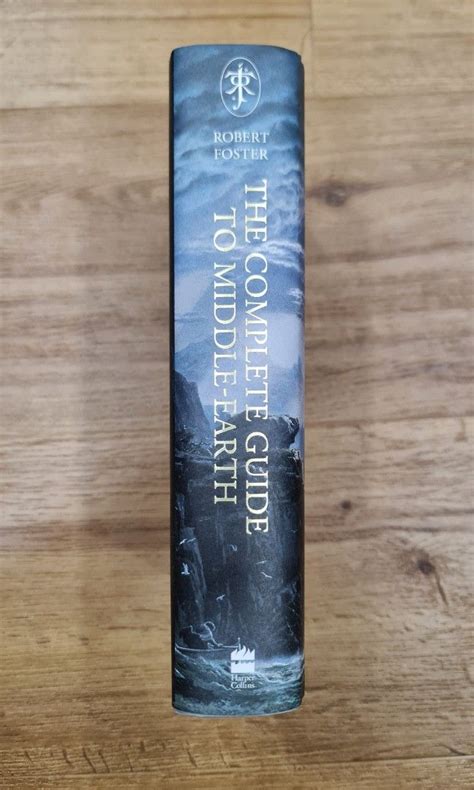 ROBERT
FOSTER
THE COMPLETE GUIDE
TO MIDDLE-EARTH
Harper
Collins